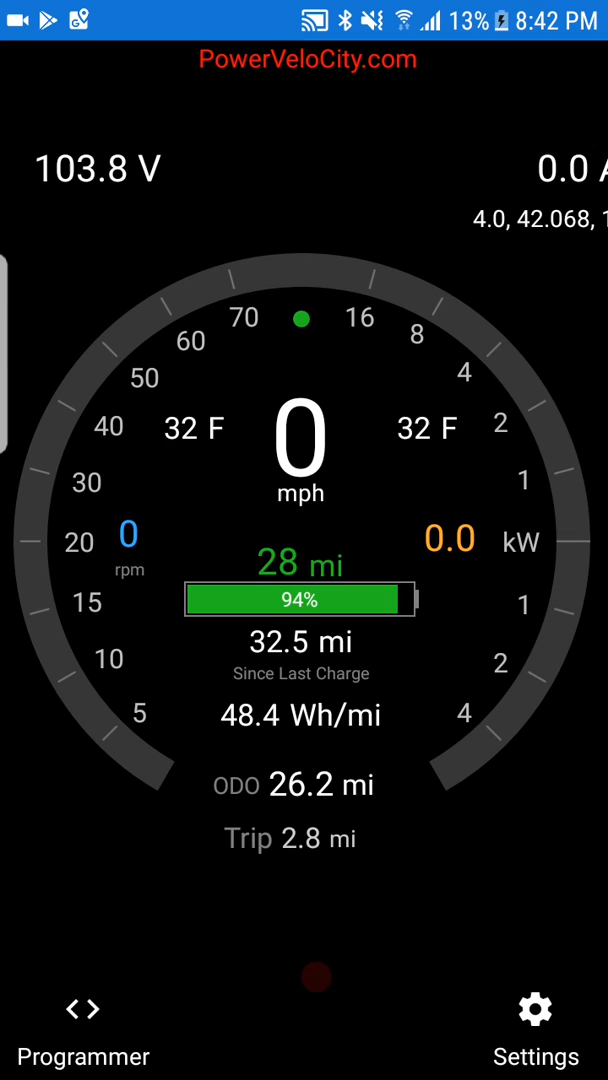 13% 8:42 PM
PowerVeloCity.com
103.8 V 0.0 A
4.0, 42.068, 1
70 16
60 8
50 4
40 32 F 0 32 F 2
mph
30 1
20 0 rpm 0.0 kW
28 mi
94%
15 1
32.5 mi
Since Last Charge
10 2
48.4 Wh/mi
5 4
ODO 26.2 mi
Trip 2.8 mi
Programmer Settings